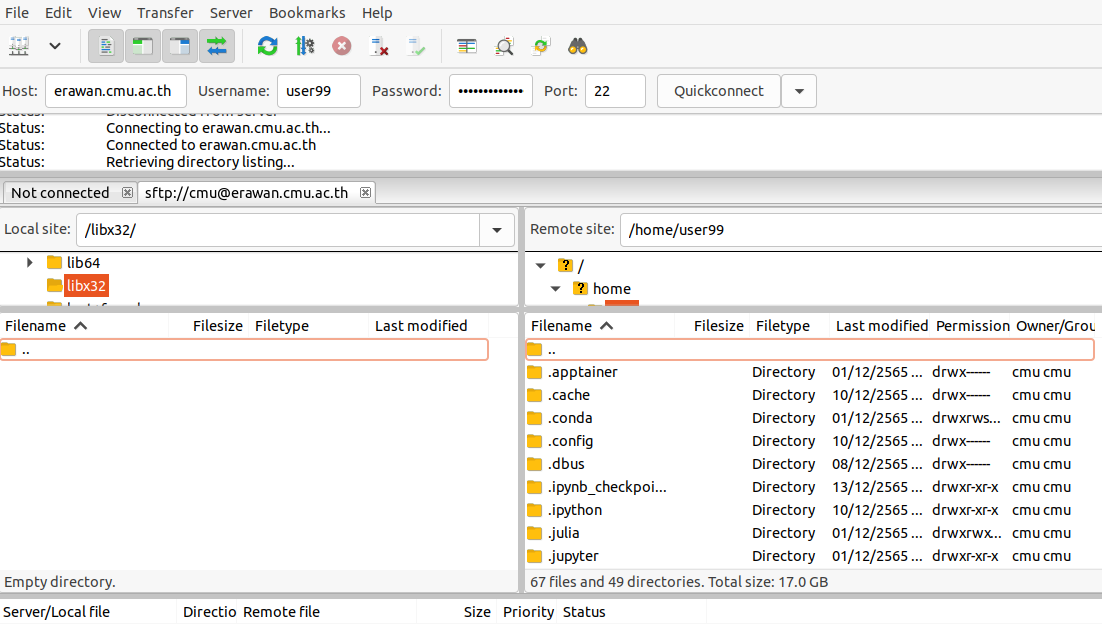 File Edit View Transfer Server Bookmarks Help
Host: erawan.cmu.ac.th Username: user99 Password: ••••••••••••• Port: 22 Quickconnect
Status: Disconnected from server
Status: Connecting to erawan.cmu.ac.th...
Status: Connected to erawan.cmu.ac.th
Status: Retrieving directory listing...
Not connected sftp://cmu@erawan.cmu.ac.th
Local site: /libx32/ Remote site: /home/user99
lib64 ? /
libx32 ? home
Filename Filesize Filetype Last modified Filename Filesize Filetype Last modified Permission Owner/Grou
.. ..
.apptainer Directory 01/12/2565 ... drwx------ cmu cmu
.cache Directory 10/12/2565 ... drwx------ cmu cmu
.conda Directory 01/12/2565 ... drwxrws... cmu cmu
.config Directory 10/12/2565 ... drwx------ cmu cmu
.dbus Directory 08/12/2565 ... drwx------ cmu cmu
.ipynb_checkpoi... Directory 13/12/2565 ... drwxr-xr-x cmu cmu
.ipython Directory 10/12/2565 ... drwxr-xr-x cmu cmu
.julia Directory 01/12/2565 ... drwxrwx... cmu cmu
.jupyter Directory 01/12/2565 ... drwxr-xr-x cmu cmu
Empty directory. 67 files and 49 directories. Total size: 17.0 GB
Server/Local file Directio Remote file Size Priority Status